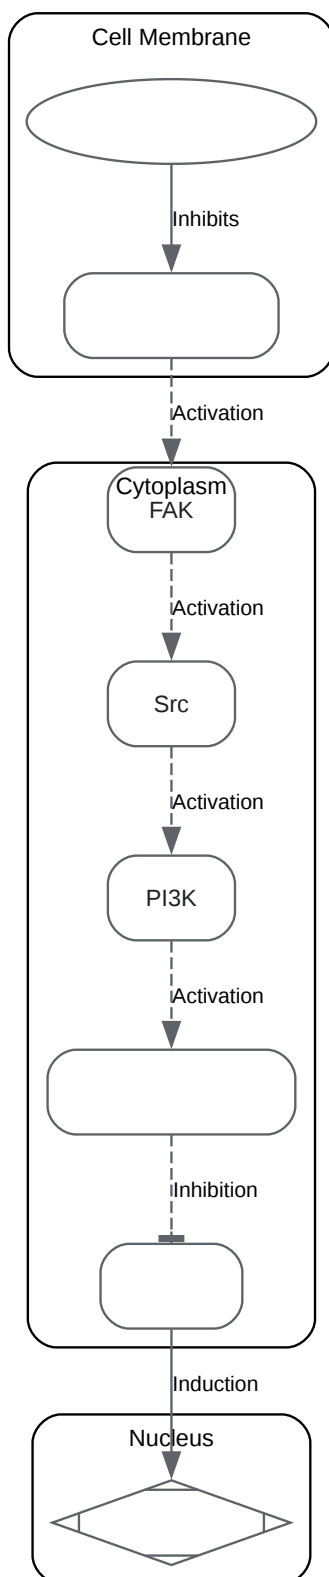 Cell Membrane
Inhibits
Activation
Cytoplasm
FAK
Activation
Src
Activation
PI3K
Activation
Inhibition
Induction
Nucleus